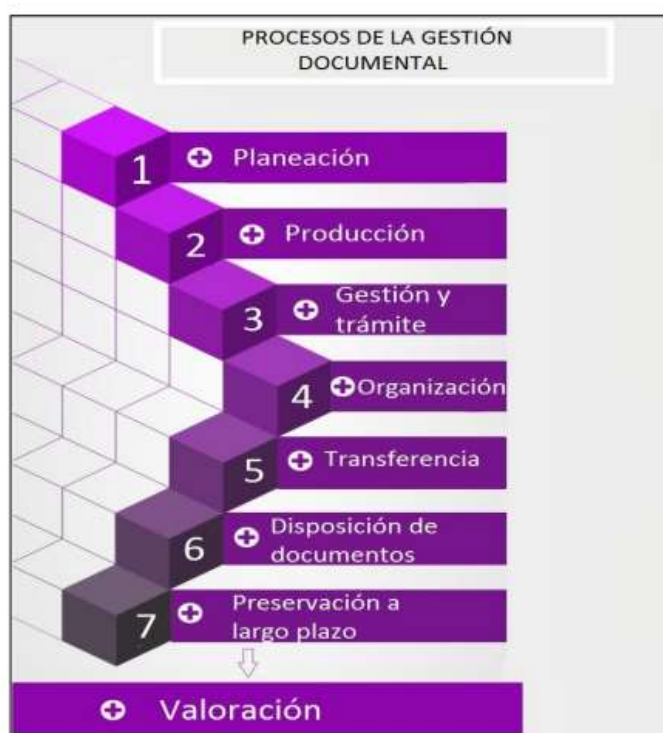 PROCESOS DE LA GESTIÓN
DOCUMENTAL
1 Planeación
2 Producción
3 Gestión y
trámite
4 Organización
5 Transferencia
6 Disposición de
documentos
7 Preservación a
largo plazo
Valoración